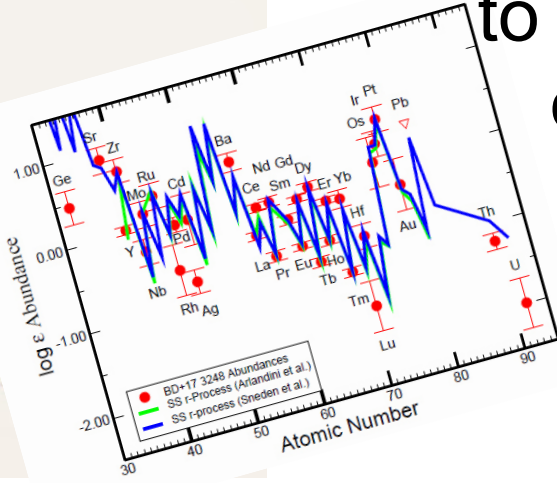 to
Ir Pt
Pb
Os
Sr
Zr
Ba
1.00
Ge
Ru
Mo
Cd
Nd Gd
Dy
Ce
Sm
Er Yb
Hf
Au
Th
Y
Pd
0.00
La
Pr
Eu
Ho
Tb
U
Nb
Rh
Ag
Tm
Lu
log ε Abundance
-1.00
BD+17 3248 Abundances
SS r-Process (Arlandini et al.)
SS r-process (Sneden et al.)
-2.00
30
40
50
60
70
80
90
Atomic Number